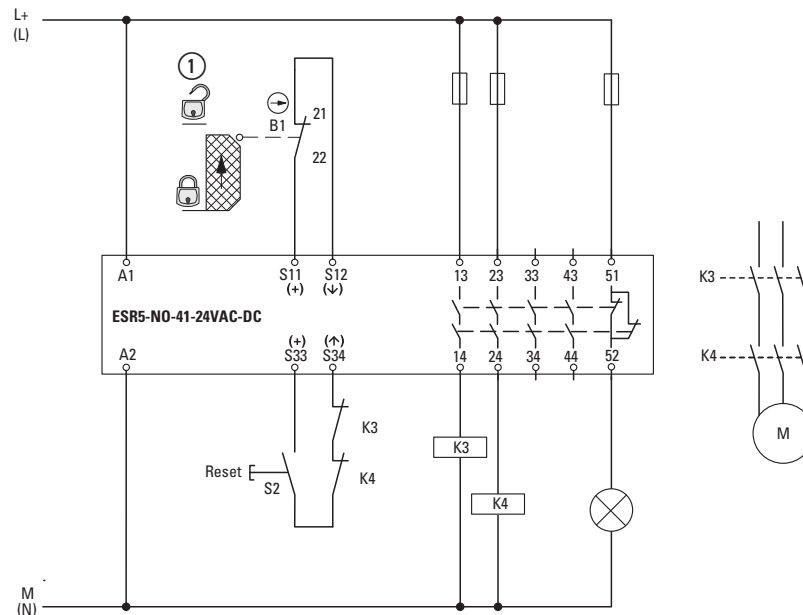 L+
(L)
1
21
B1
22
A1
S11
(+)
S12
(↓)
13
23
33
43
51
ESR5-NO-41-24VAC-DC
(+)
(↑)
A2
S33
S34
14
24
34
44
52
K3
K4
M
K3
K4
Reset
S2
K3
K4
M
(N)